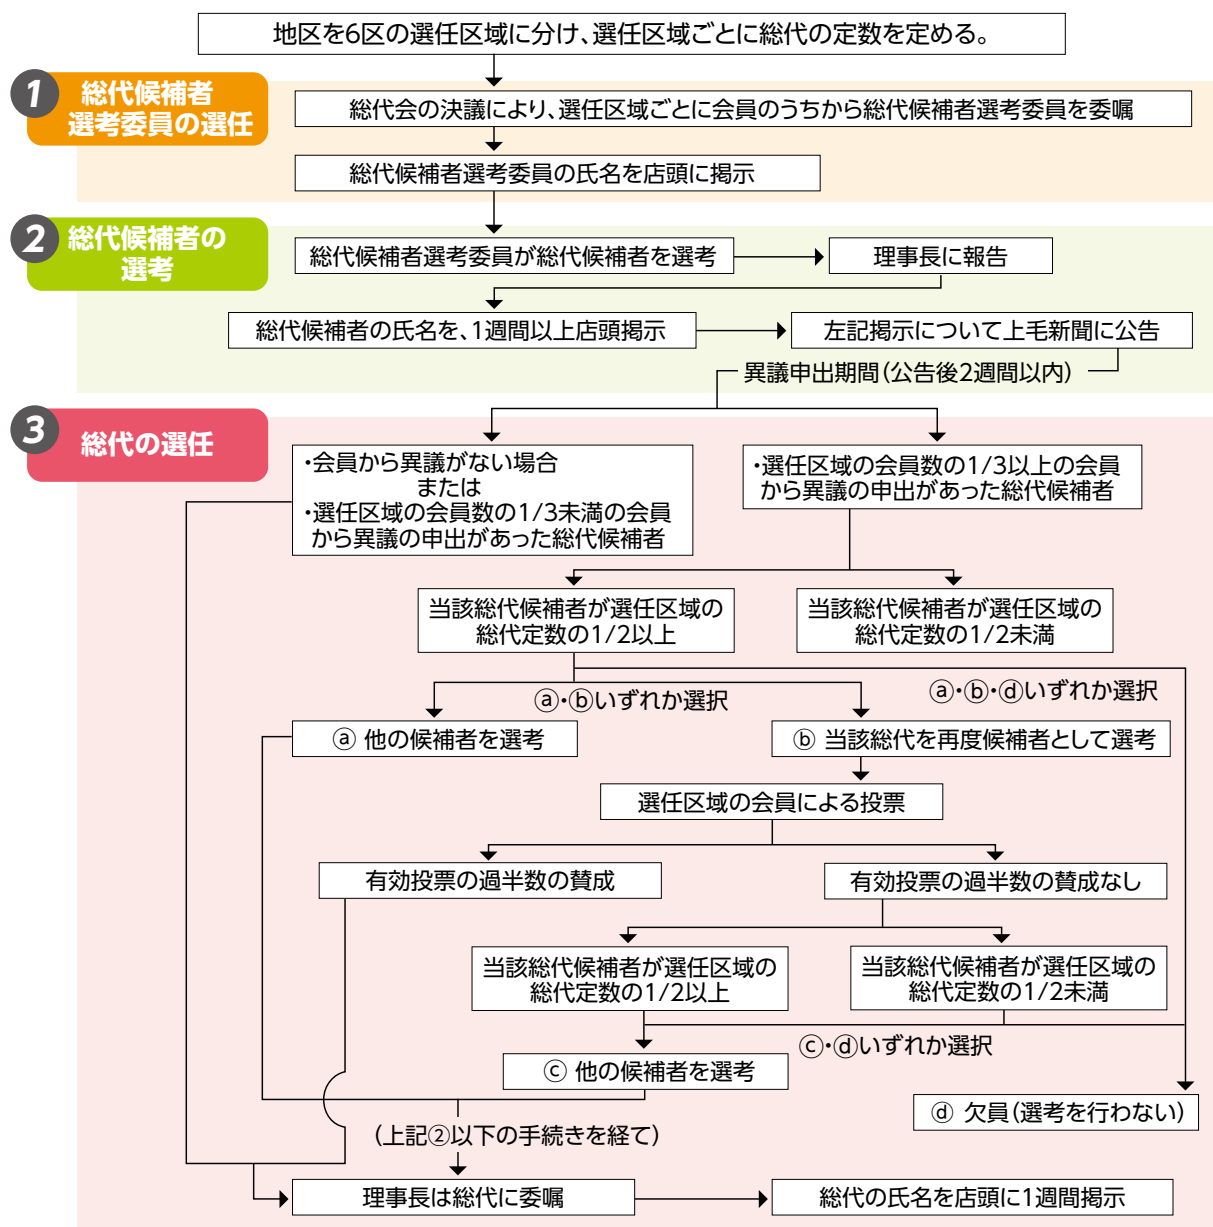 地区を6区の選任区域に分け、選任区域ごとに総代の定数を定める。
1
総代候補者
選考委員の選任
総代会の決議により、選任区域ごとに会員のうちから総代候補者選考委員を委嘱
総代候補者選考委員の氏名を店頭に掲示
2
総代候補者の
選考
総代候補者選考委員が総代候補者を選考
理事長に報告
総代候補者の氏名を、1週間以上店頭掲示
左記掲示について上毛新聞に公告
異議申出期間(公告後2週間以内)
3
総代の選任
・会員から異議がない場合
または
・選任区域の会員数の1/3未満の会員
から異議の申出があった総代候補者
・選任区域の会員数の1/3以上の会員
から異議の申出があった総代候補者
当該総代候補者が選任区域の
総代定数の1/2以上
当該総代候補者が選任区域の
総代定数の1/2未満
ⓐ・ⓑいずれか選択
ⓐ・ⓑ・ⓓいずれか選択
ⓐ 他の候補者を選考
ⓑ 当該総代を再度候補者として選考
選任区域の会員による投票
有効投票の過半数の賛成
有効投票の過半数の賛成なし
当該総代候補者が選任区域の
総代定数の1/2以上
当該総代候補者が選任区域の
総代定数の1/2未満
ⓒ・ⓓいずれか選択
ⓒ 他の候補者を選考
ⓓ 欠員(選考を行わない)
(上記②以下の手続きを経て)
理事長は総代に委嘱
総代の氏名を店頭に1週間掲示